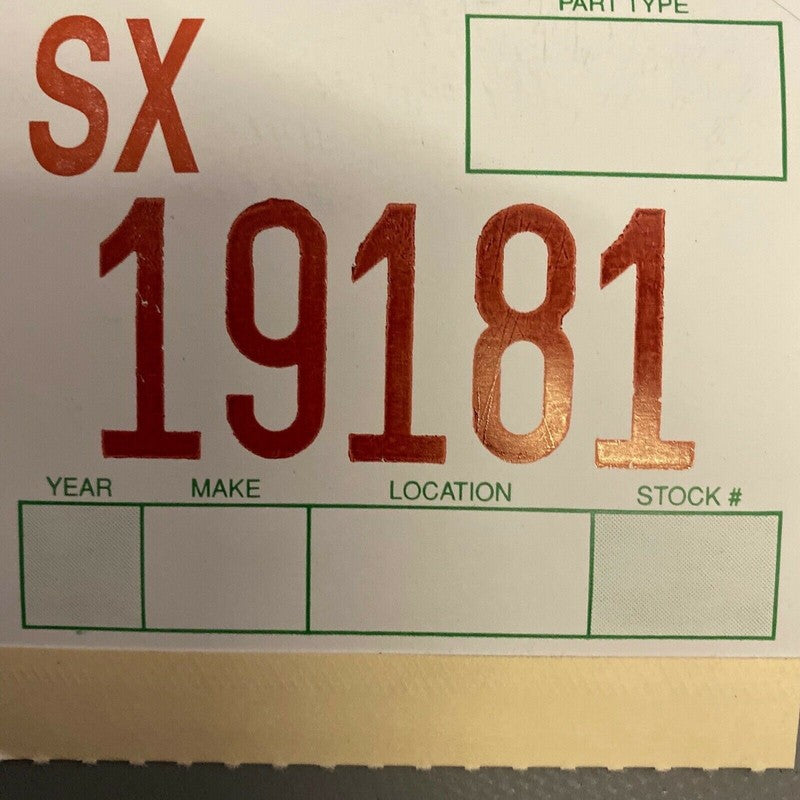 PART TYPE
SX
19181
YEAR MAKE LOCATION STOCK #